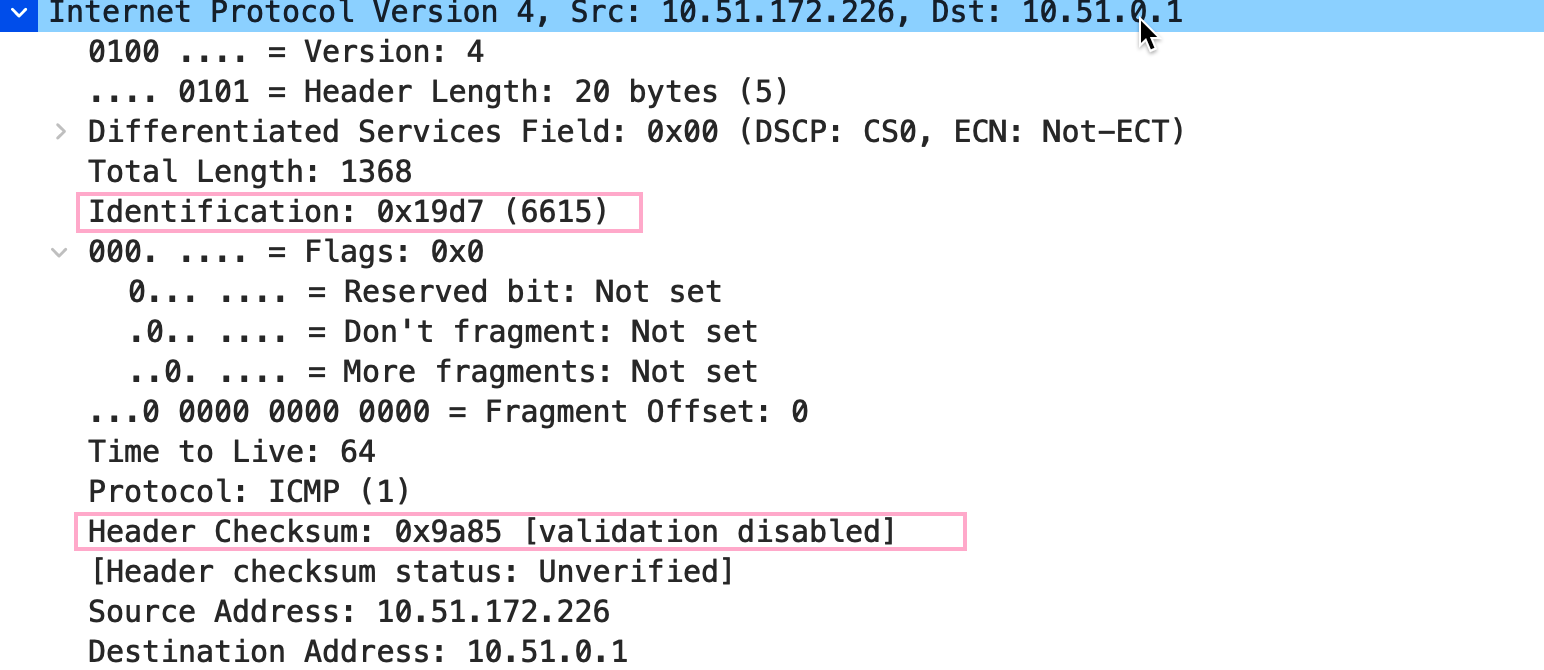 Internet Protocol Version 4, Src: 10.51.172.226, Dst: 10.51.0.1
0100 .... = Version: 4
.... 0101 = Header Length: 20 bytes (5)
Differentiated Services Field: 0x00 (DSCP: CS0, ECN: Not-ECT)
Total Length: 1368
Identification: 0x19d7 (6615)
000. .... = Flags: 0x0
0... .... = Reserved bit: Not set
.0.. .... = Don't fragment: Not set
..0. .... = More fragments: Not set
...0 0000 0000 0000 = Fragment Offset: 0
Time to Live: 64
Protocol: ICMP (1)
Header Checksum: 0x9a85 [validation disabled]
[Header checksum status: Unverified]
Source Address: 10.51.172.226
Destination Address: 10.51.0.1